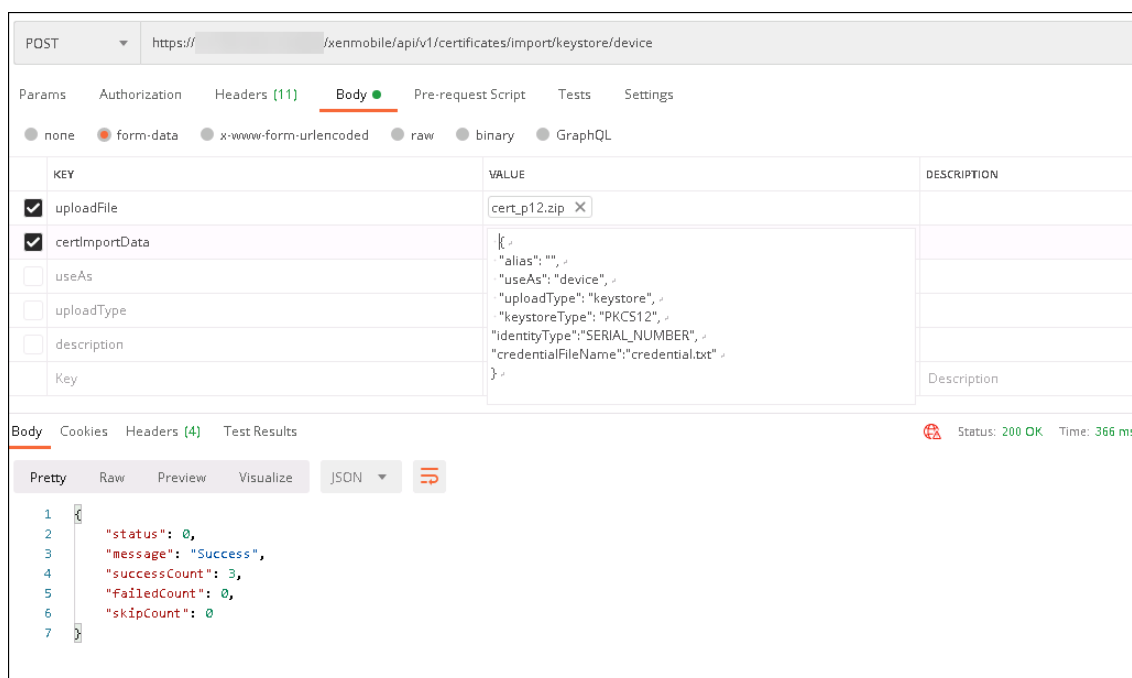 POST https:// /xenmobile/api/v1/certificates/import/keystore/device
Params Authorization Headers (11) Body Pre-request Script Tests Settings
none form-data x-www-form-urlencoded raw binary GraphQL
KEY VALUE DESCRIPTION
uploadFile cert_p12.zip
certImportData
{
"alias": "",
"useAs": "device",
"uploadType": "keystore",
"keystoreType": "PKCS12",
"identityType":"SERIAL_NUMBER",
"credentialFileName":"credential.txt"
}
useAs
uploadType
description
Key Description
Body Cookies Headers (4) Test Results Status: 200 OK Time: 366 ms
Pretty Raw Preview Visualize JSON
1 {
2 "status": 0,
3 "message": "Success",
4 "successCount": 3,
5 "failedCount": 0,
6 "skipCount": 0
7 }